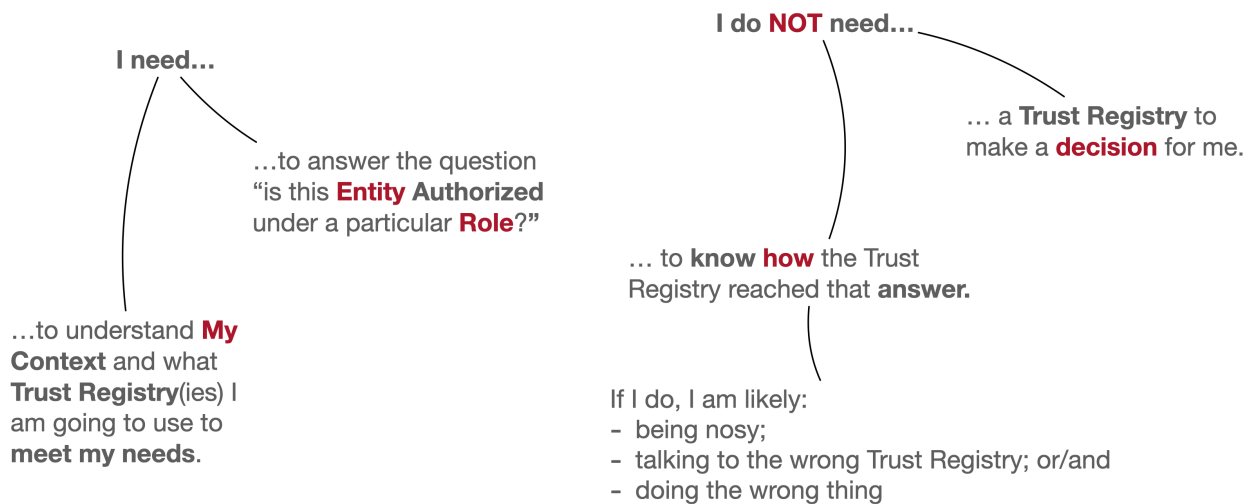 I need…
…to answer the question
“is this Entity Authorized
under a particular Role?”
…to understand My
Context and what
Trust Registry(ies) I
am going to use to
meet my needs.
I do NOT need…
… a Trust Registry to
make a decision for me.
… to know how the Trust
Registry reached that answer.
If I do, I am likely:
- being nosy;
- talking to the wrong Trust Registry; or/and
- doing the wrong thing